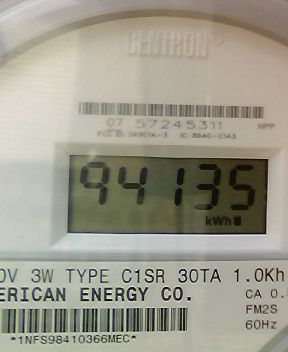 CENTRON
07 57245311 HPP
94135
kWh
0V 3W TYPE C1SR 30TA 1.0Kh
ERICAN ENERGY CO.
CA 0.
FM2S
60Hz
*1NFS98410366MEC*